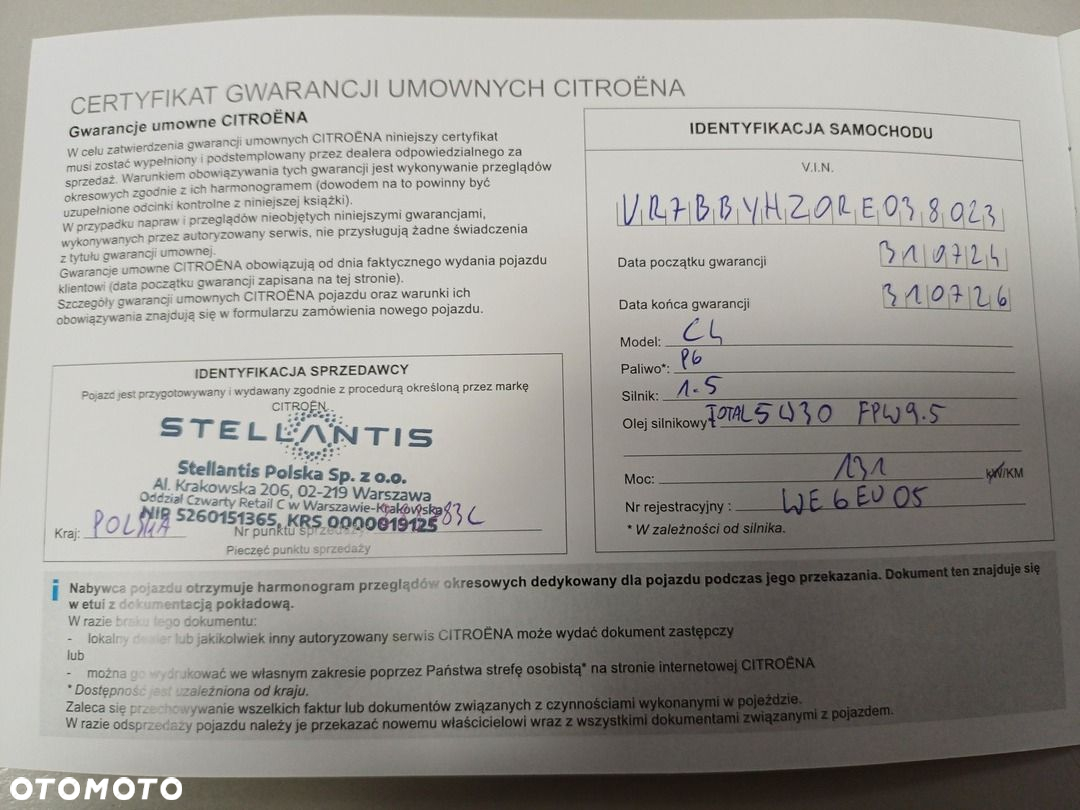 CERTYFIKAT GWARANCJI UMOWNYCH CITROËNA
Gwarancje umowne CITROËNA
W celu zatwierdzenia gwarancji umownych CITROËNA niniejszy certyfikat
musi zostać wypełniony i podstemplowany przez dealera odpowiedzialnego za
sprzedaż. Warunkiem obowiązywania tych gwarancji jest wykonywanie przeglądów
okresowych zgodnie z ich harmonogramem (dowodem na to powinny być
uzupełnione odcinki kontrolne z niniejszej książki).
W przypadku napraw i przeglądów nieobjętych niniejszymi gwarancjami,
wykonywanych przez autoryzowany serwis, nie przysługują żadne świadczenia
z tytułu gwarancji umownej.
Gwarancje umowne CITROËNA obowiązują od dnia faktycznego wydania pojazdu
klientowi (data początku gwarancji zapisana na tej stronie).
Szczegóły gwarancji umownych CITROËNA pojazdu oraz warunki ich
obowiązywania znajdują się w formularzu zamówienia nowego pojazdu.
IDENTYFIKACJA SPRZEDAWCY
Pojazd jest przygotowywany i wydawany zgodnie z procedurą określoną przez markę
CITROËN.
STELLANTIS
Stellantis Polska Sp. z o.o.
Al. Krakowska 206, 02-219 Warszawa
Oddział Czwarty Retail C w Warszawie-Krakowska
NIP 5260151365, KRS 0000019125
Kraj: POLSKA Nr punktu sprzedaży 83C
Pieczęć punktu sprzedaży
IDENTYFIKACJA SAMOCHODU
V.I.N.
VR7BBYHZ0RE038023
Data początku gwarancji 310724
Data końca gwarancji 310726
Model: C4
Paliwo*: P6
Silnik: 1.5
Olej silnikowy*: TOTAL 5W30 FPW9.5
Moc: 131 kW/KM
Nr rejestracyjny : WE6EU05
* W zależności od silnika.
i Nabywca pojazdu otrzymuje harmonogram przeglądów okresowych dedykowany dla pojazdu podczas jego przekazania. Dokument ten znajduje się
w etui z dokumentacją pokładową.
W razie braku tego dokumentu:
- lokalny dealer lub jakikolwiek inny autoryzowany serwis CITROËNA może wydać dokument zastępczy
lub
- można go wydrukować we własnym zakresie poprzez Państwa strefę osobistą* na stronie internetowej CITROËNA
* Dostępność jest uzależniona od kraju.
Zaleca się przechowywanie wszelkich faktur lub dokumentów związanych z czynnościami wykonanymi w pojeździe.
W razie odsprzedaży pojazdu należy je przekazać nowemu właścicielowi wraz z wszystkimi dokumentami związanymi z pojazdem.
OTOMOTO